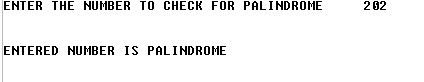 ENTER THE NUMBER TO CHECK FOR PALINDROME 202
ENTERED NUMBER IS PALINDROME